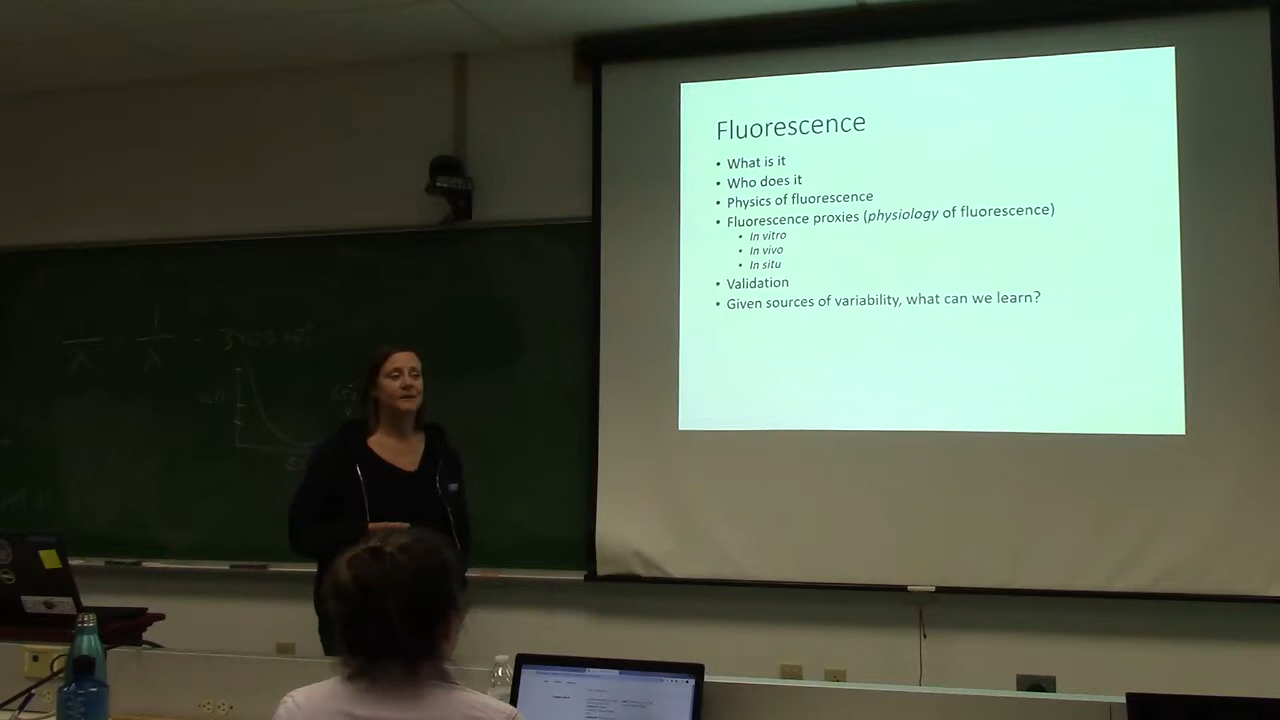 Fluorescence
• What is it
• Who does it
• Physics of fluorescence
• Fluorescence proxies (physiology of fluorescence)
• In vitro
• In vivo
• In situ
• Validation
• Given sources of variability, what can we learn?